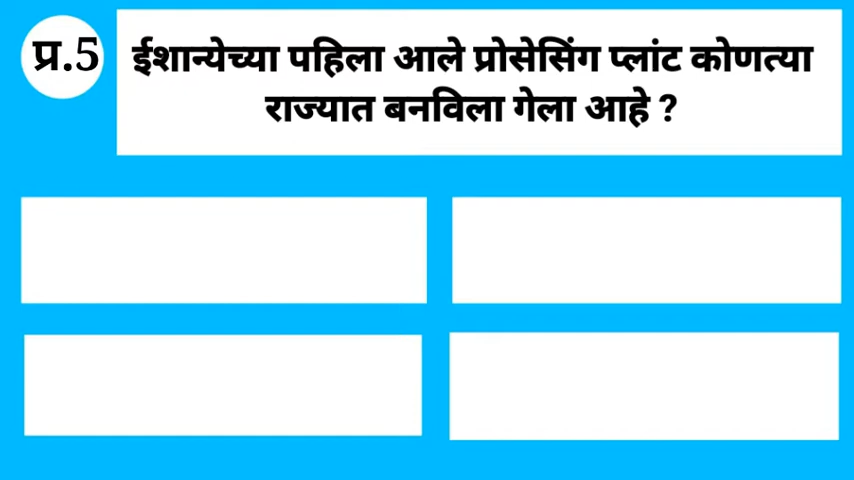 प्र.5
ईशान्येच्या पहिला आले प्रोसेसिंग प्लांट कोणत्या
राज्यात बनविला गेला आहे ?